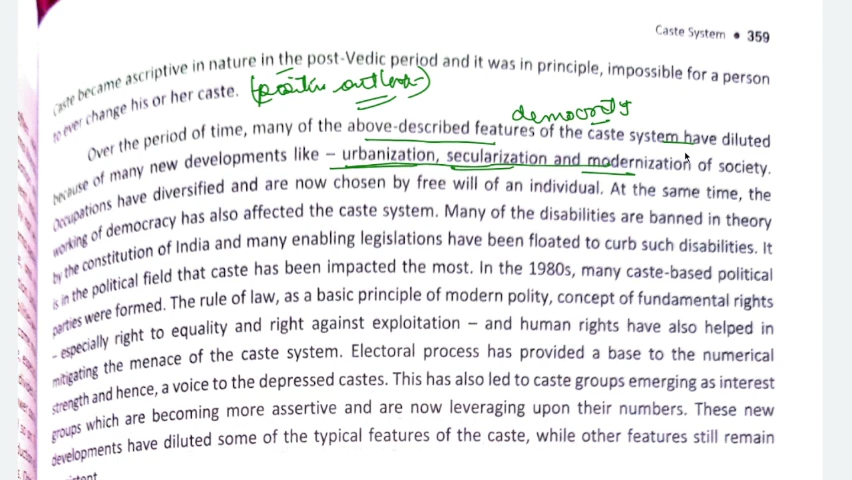 Caste System • 359
caste became ascriptive in nature in the post-Vedic period and it was in principle, impossible for a person
to ever change his or her caste. (positive outlook)
democracy
Over the period of time, many of the above-described features of the caste system have diluted
because of many new developments like – urbanization, secularization and modernization of society.
Occupations have diversified and are now chosen by free will of an individual. At the same time, the
working of democracy has also affected the caste system. Many of the disabilities are banned in theory
by the constitution of India and many enabling legislations have been floated to curb such disabilities. It
is in the political field that caste has been impacted the most. In the 1980s, many caste-based political
parties were formed. The rule of law, as a basic principle of modern polity, concept of fundamental rights
– especially right to equality and right against exploitation – and human rights have also helped in
mitigating the menace of the caste system. Electoral process has provided a base to the numerical
strength and hence, a voice to the depressed castes. This has also led to caste groups emerging as interest
groups which are becoming more assertive and are now leveraging upon their numbers. These new
developments have diluted some of the typical features of the caste, while other features still remain